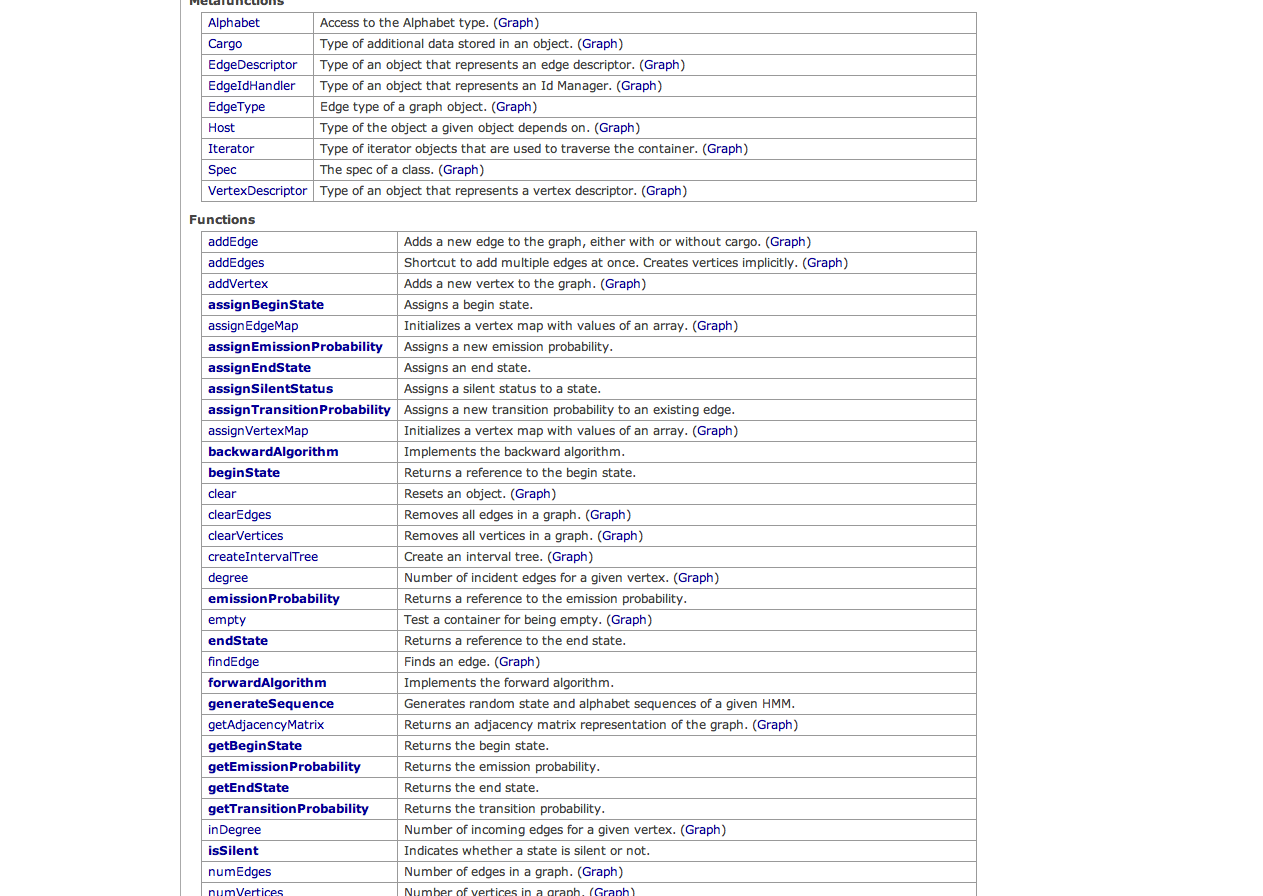 Metafunctions
Alphabet Access to the Alphabet type. (Graph)
Cargo Type of additional data stored in an object. (Graph)
EdgeDescriptor Type of an object that represents an edge descriptor. (Graph)
EdgeIdHandler Type of an object that represents an Id Manager. (Graph)
EdgeType Edge type of a graph object. (Graph)
Host Type of the object a given object depends on. (Graph)
Iterator Type of iterator objects that are used to traverse the container. (Graph)
Spec The spec of a class. (Graph)
VertexDescriptor Type of an object that represents a vertex descriptor. (Graph)
Functions
addEdge Adds a new edge to the graph, either with or without cargo. (Graph)
addEdges Shortcut to add multiple edges at once. Creates vertices implicitly. (Graph)
addVertex Adds a new vertex to the graph. (Graph)
assignBeginState Assigns a begin state.
assignEdgeMap Initializes a vertex map with values of an array. (Graph)
assignEmissionProbability Assigns a new emission probability.
assignEndState Assigns an end state.
assignSilentStatus Assigns a silent status to a state.
assignTransitionProbability Assigns a new transition probability to an existing edge.
assignVertexMap Initializes a vertex map with values of an array. (Graph)
backwardAlgorithm Implements the backward algorithm.
beginState Returns a reference to the begin state.
clear Resets an object. (Graph)
clearEdges Removes all edges in a graph. (Graph)
clearVertices Removes all vertices in a graph. (Graph)
createIntervalTree Create an interval tree. (Graph)
degree Number of incident edges for a given vertex. (Graph)
emissionProbability Returns a reference to the emission probability.
empty Test a container for being empty. (Graph)
endState Returns a reference to the end state.
findEdge Finds an edge. (Graph)
forwardAlgorithm Implements the forward algorithm.
generateSequence Generates random state and alphabet sequences of a given HMM.
getAdjacencyMatrix Returns an adjacency matrix representation of the graph. (Graph)
getBeginState Returns the begin state.
getEmissionProbability Returns the emission probability.
getEndState Returns the end state.
getTransitionProbability Returns the transition probability.
inDegree Number of incoming edges for a given vertex. (Graph)
isSilent Indicates whether a state is silent or not.
numEdges Number of edges in a graph. (Graph)
numVertices Number of vertices in a graph. (Graph)